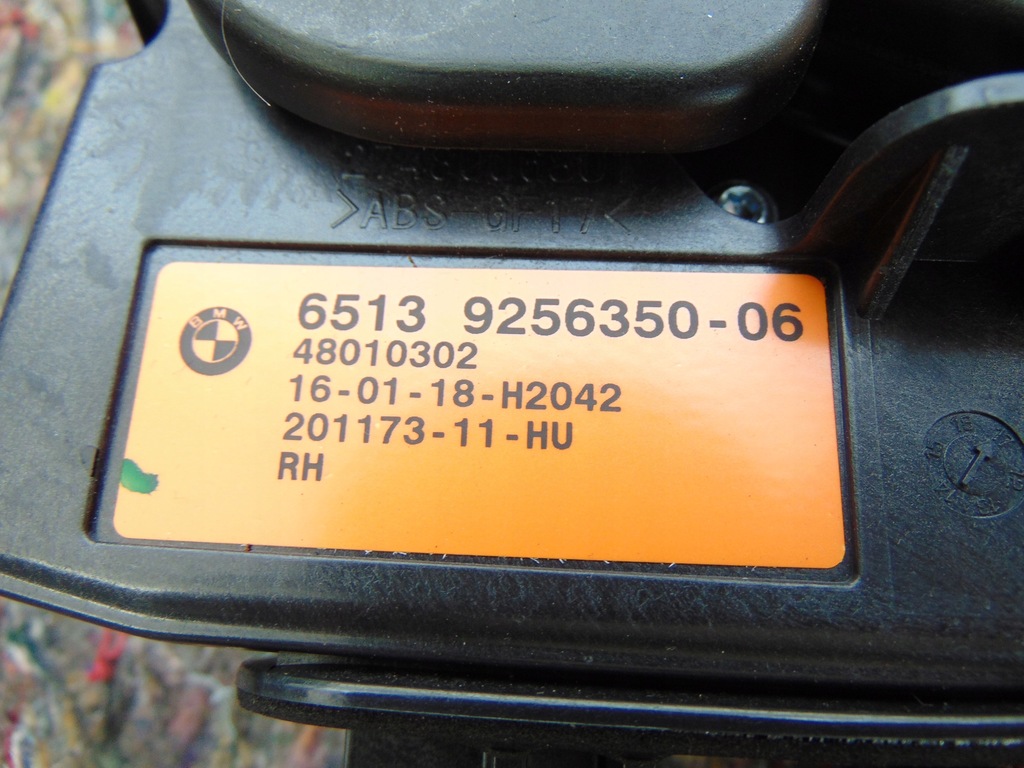 >ABS-GF17<
BMW
6513 9256350-06
48010302
16-01-18-H2042
201173-11-HU
RH